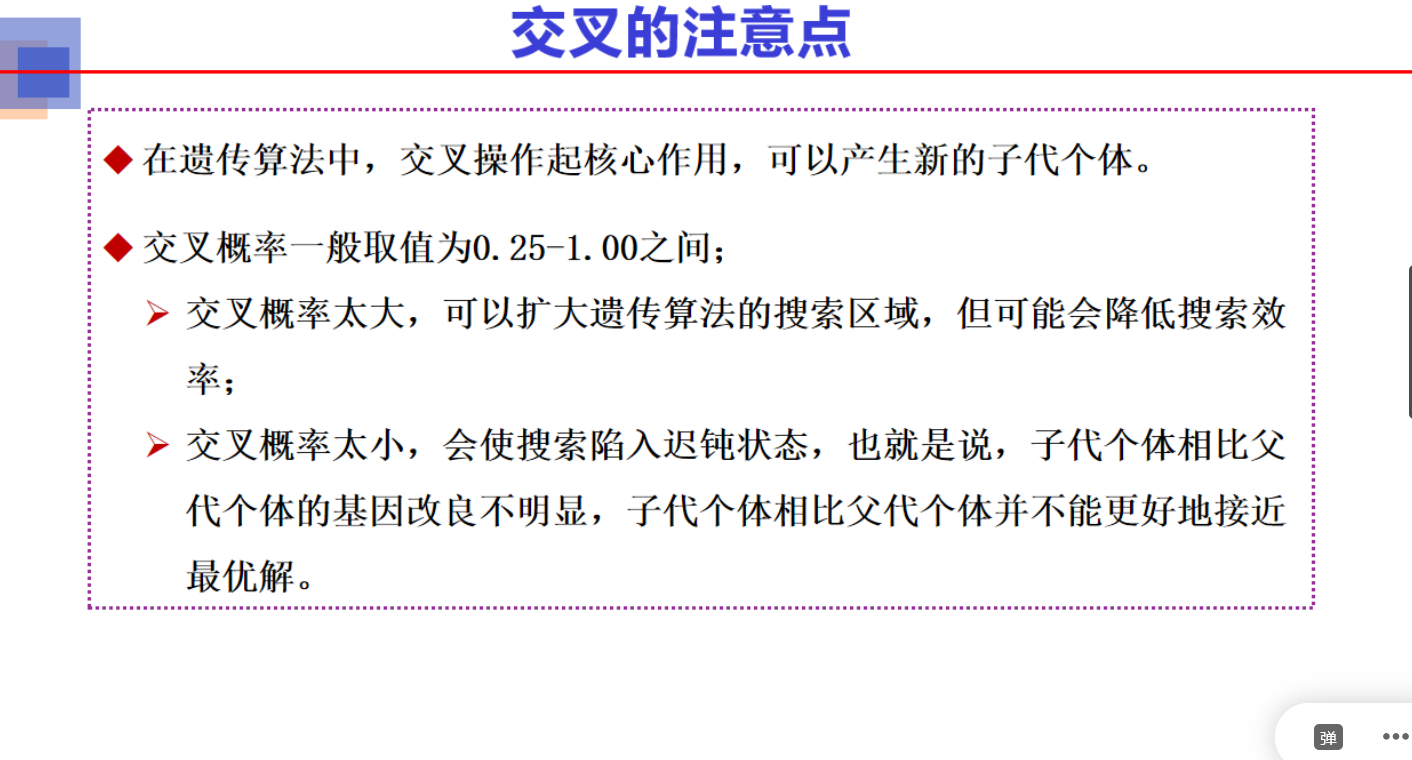 交叉的注意点
在遗传算法中，交叉操作起核心作用，可以产生新的子代个体。
交叉概率一般取值为0.25-1.00之间；
交叉概率太大，可以扩大遗传算法的搜索区域，但可能会降低搜索效
率；
交叉概率太小，会使搜索陷入迟钝状态，也就是说，子代个体相比父
代个体的基因改良不明显，子代个体相比父代个体并不能更好地接近
最优解。
弹